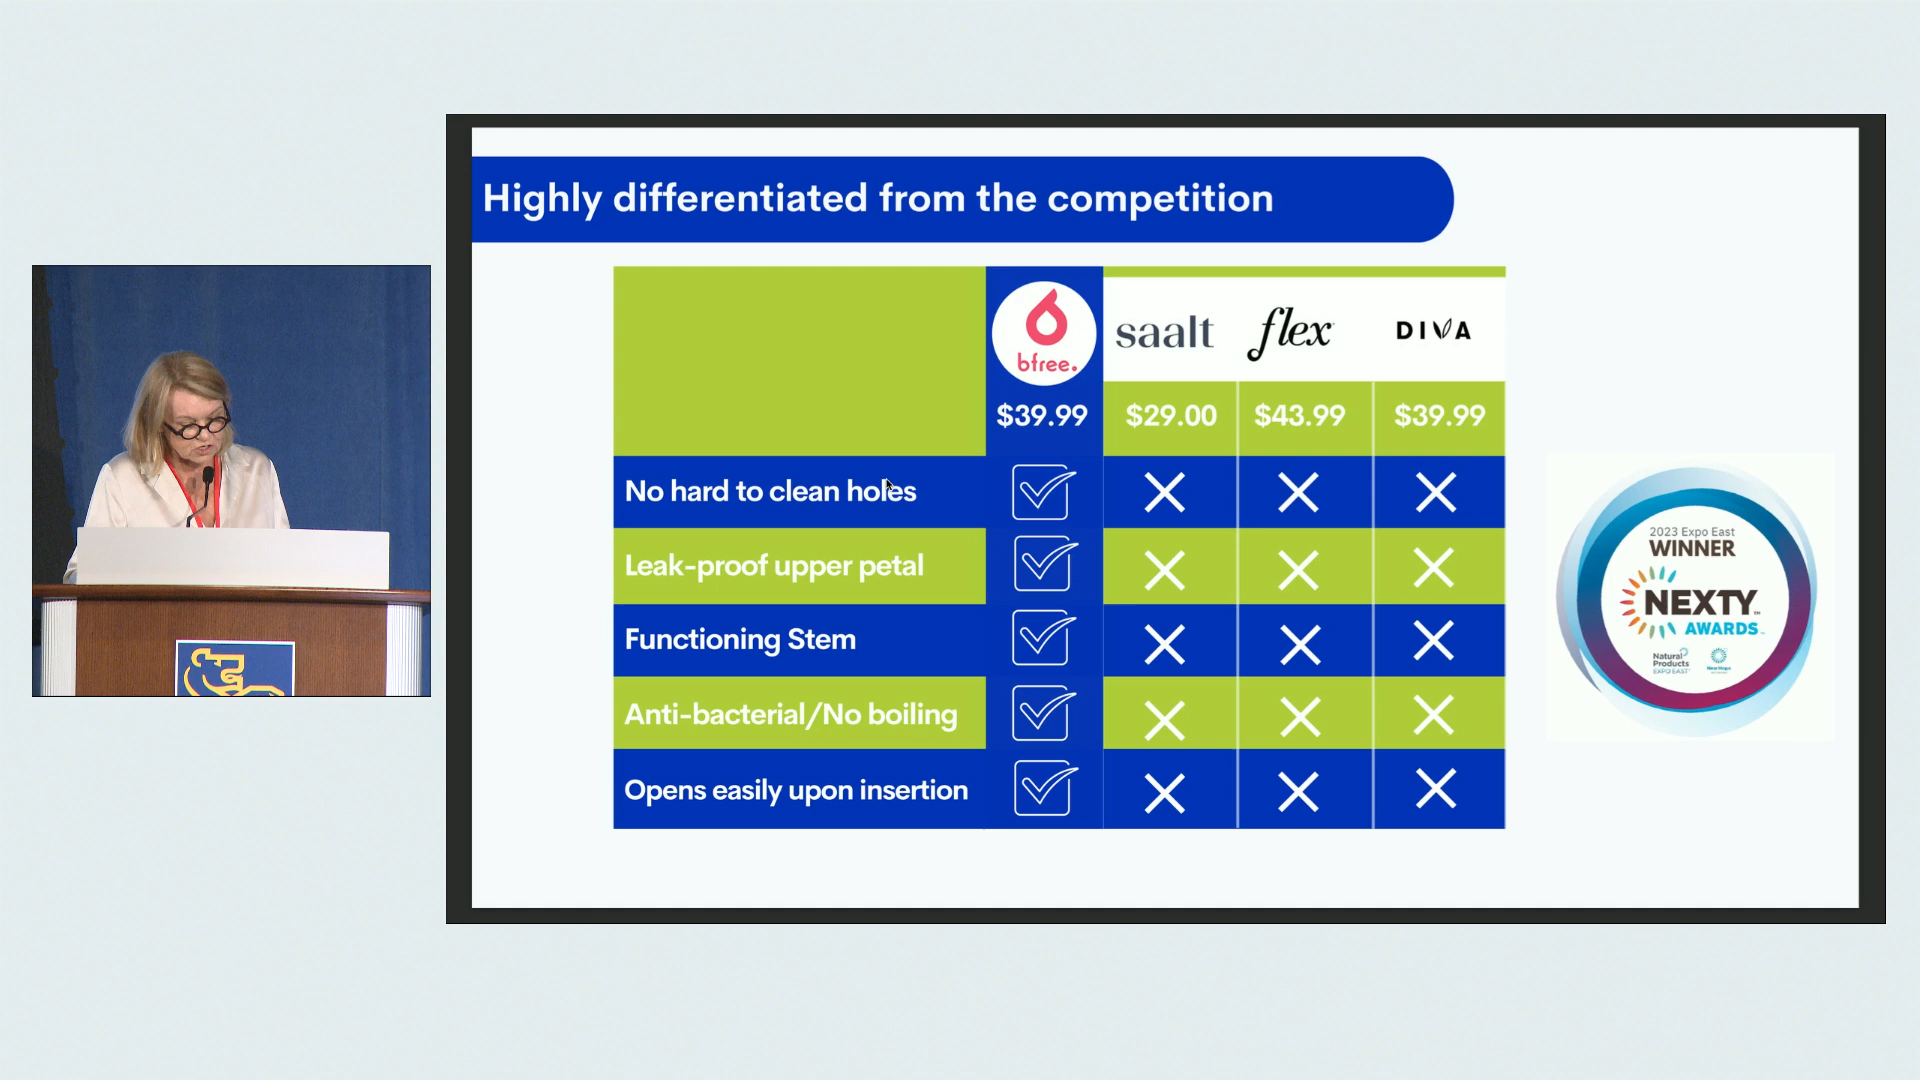 Highly differentiated from the competition
bfree.
saalt
flex
DIVA
$39.99
$29.00
$43.99
$39.99
No hard to clean holes
Leak-proof upper petal
Functioning Stem
Anti-bacterial/No boiling
Opens easily upon insertion
2023 Expo East
WINNER
NEXTY™
AWARDS
Natural
Products
EXPO EAST
New Hope